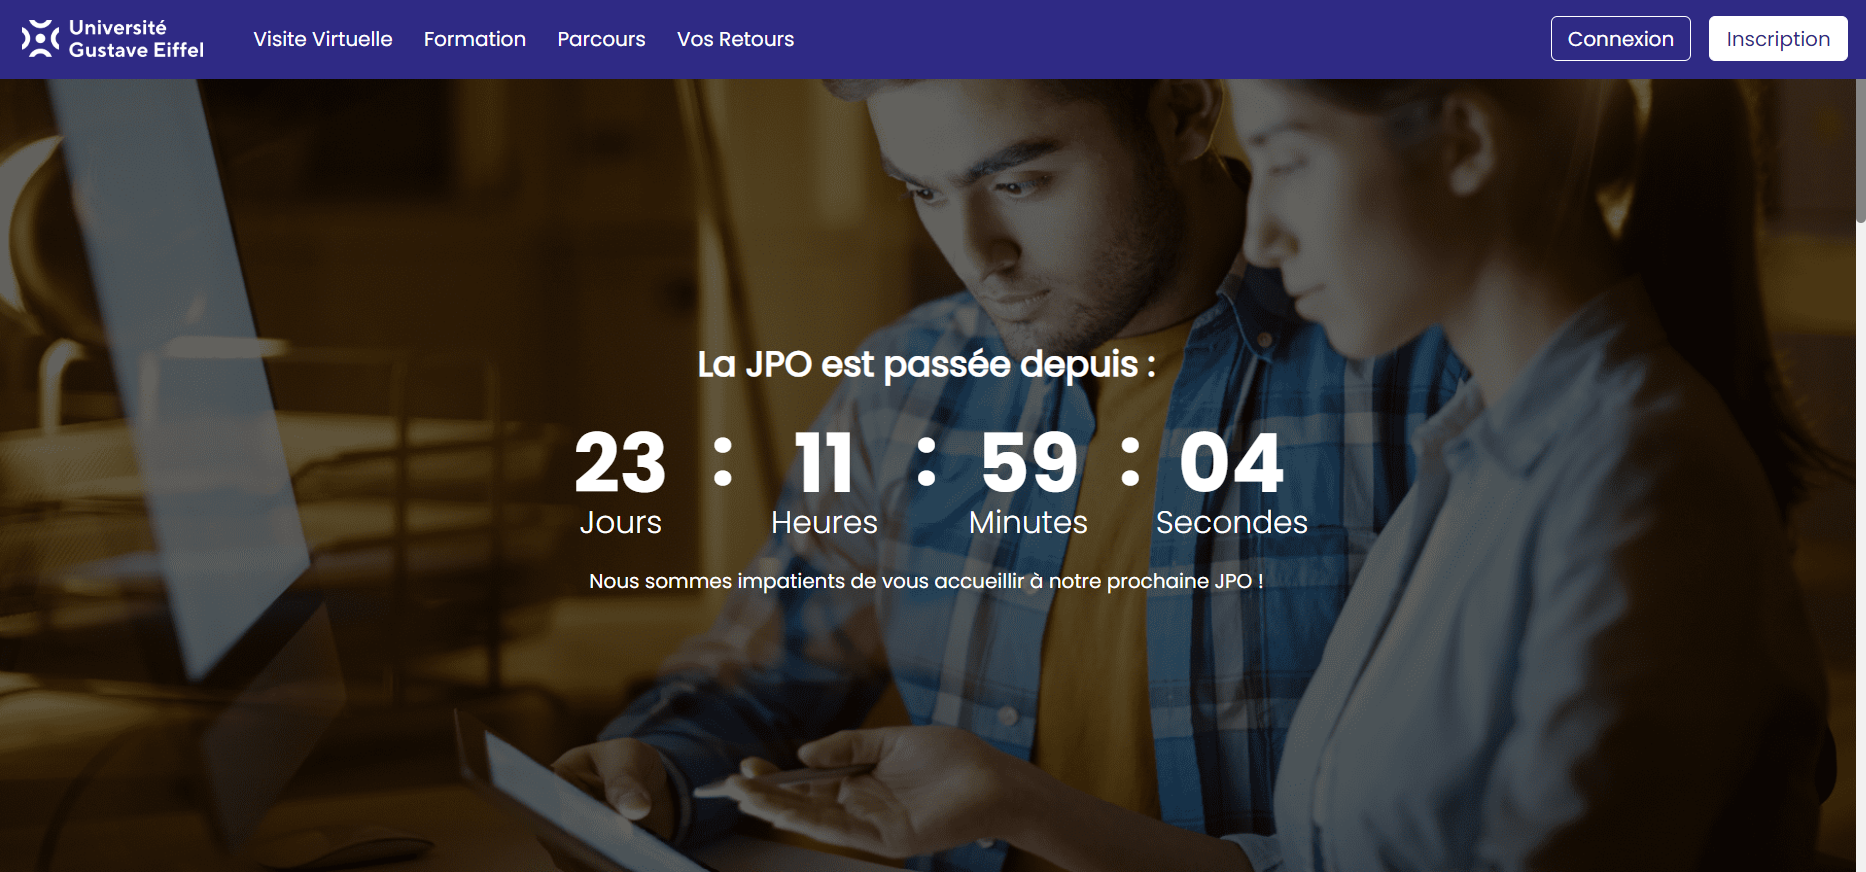 Université
Gustave Eiffel
Visite Virtuelle
Formation
Parcours
Vos Retours
Connexion
Inscription
La JPO est passée depuis :
23 : 11 : 59 : 04
Jours Heures Minutes Secondes
Nous sommes impatients de vous accueillir à notre prochaine JPO !